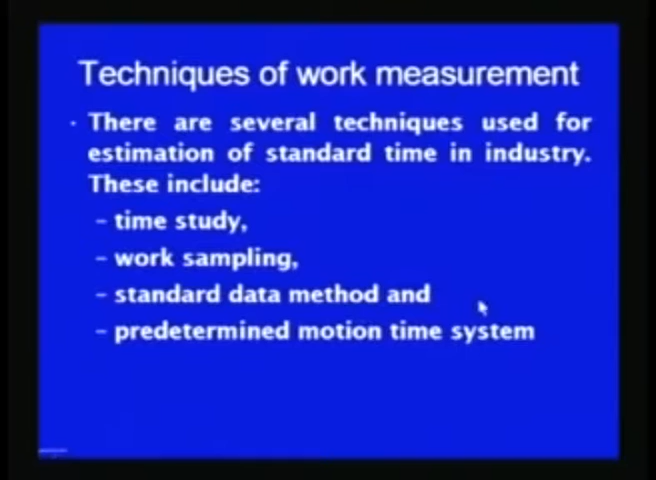 Techniques of work measurement
· There are several techniques used for
estimation of standard time in industry.
These include:
– time study,
– work sampling,
– standard data method and
– predetermined motion time system